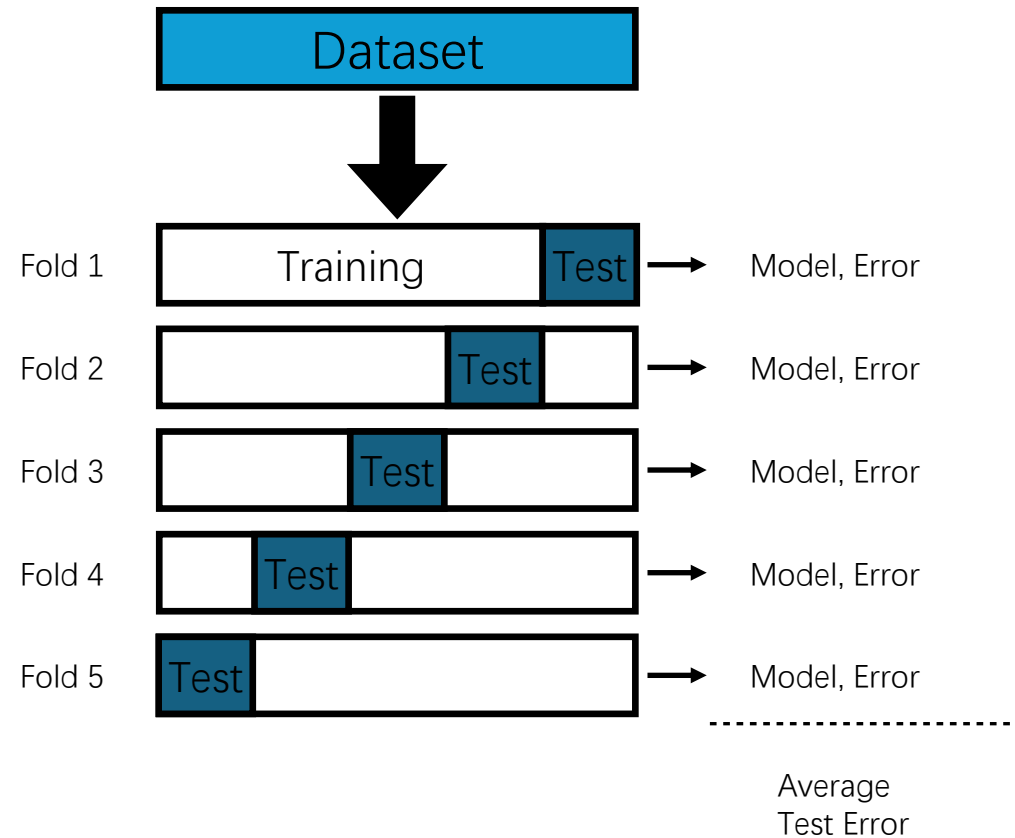 Dataset
Fold 1
Training
Test
Model, Error
Fold 2
Test
Model, Error
Fold 3
Test
Model, Error
Fold 4
Test
Model, Error
Fold 5
Test
Model, Error
Average
Test Error